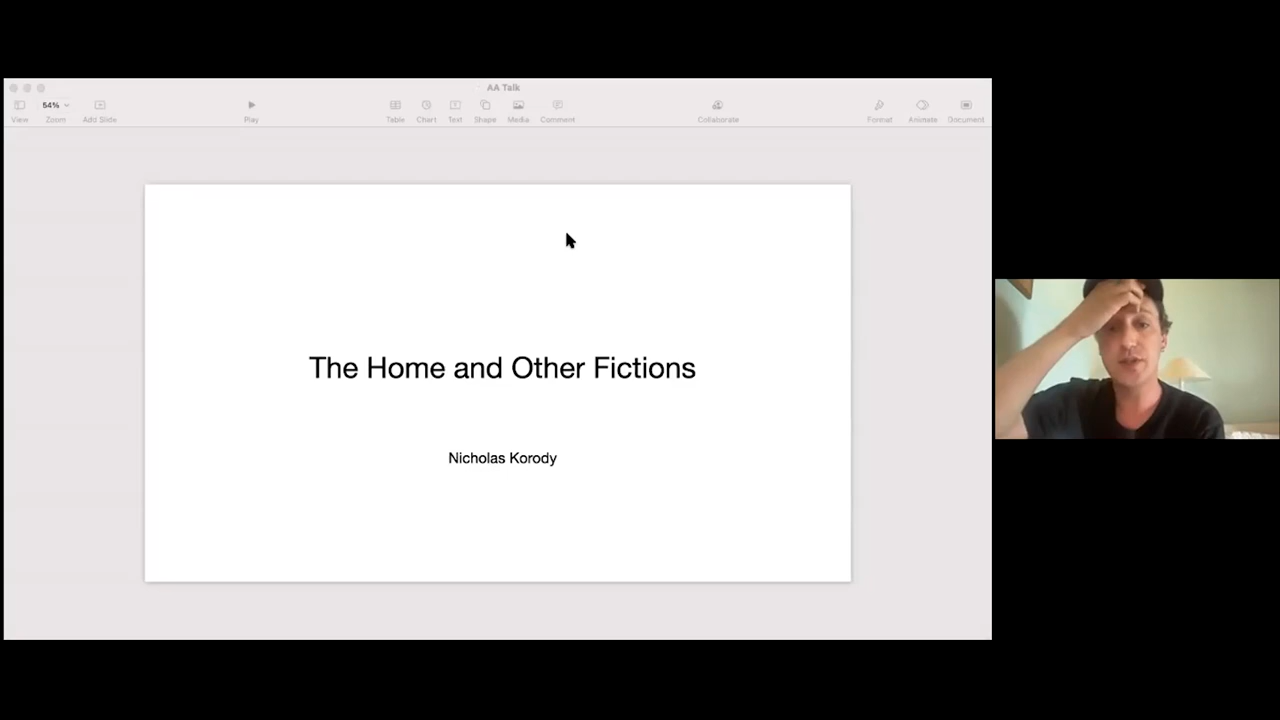 AA Talk
54%
View Zoom Add Slide Play Table Chart Text Shape Media Comment Collaborate Format Animate Document
The Home and Other Fictions
Nicholas Korody